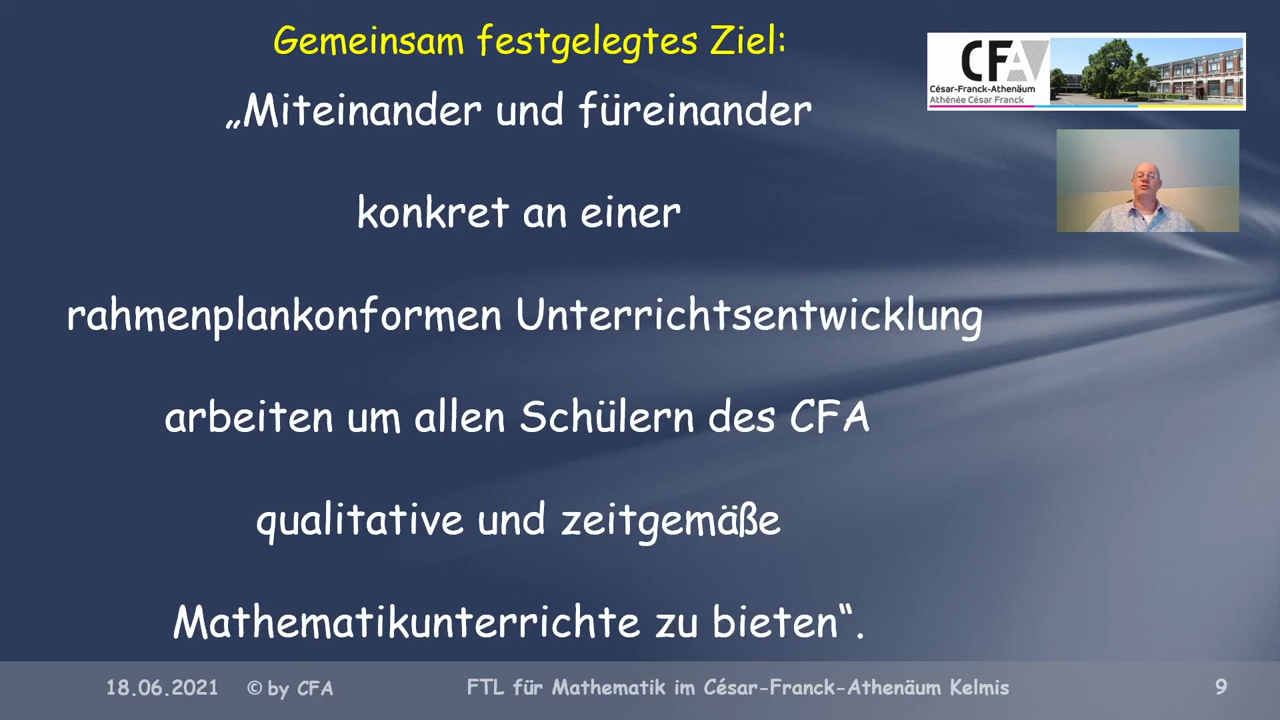 Gemeinsam festgelegtes Ziel:
„Miteinander und füreinander
konkret an einer
rahmenplankonformen Unterrichtsentwicklung
arbeiten um allen Schülern des CFA
qualitative und zeitgemäße
Mathematikunterrichte zu bieten“.
CFA
César-Franck-Athenäum
Athénée César Franck
18.06.2021 © by CFA FTL für Mathematik im César-Franck-Athenäum Kelmis 9